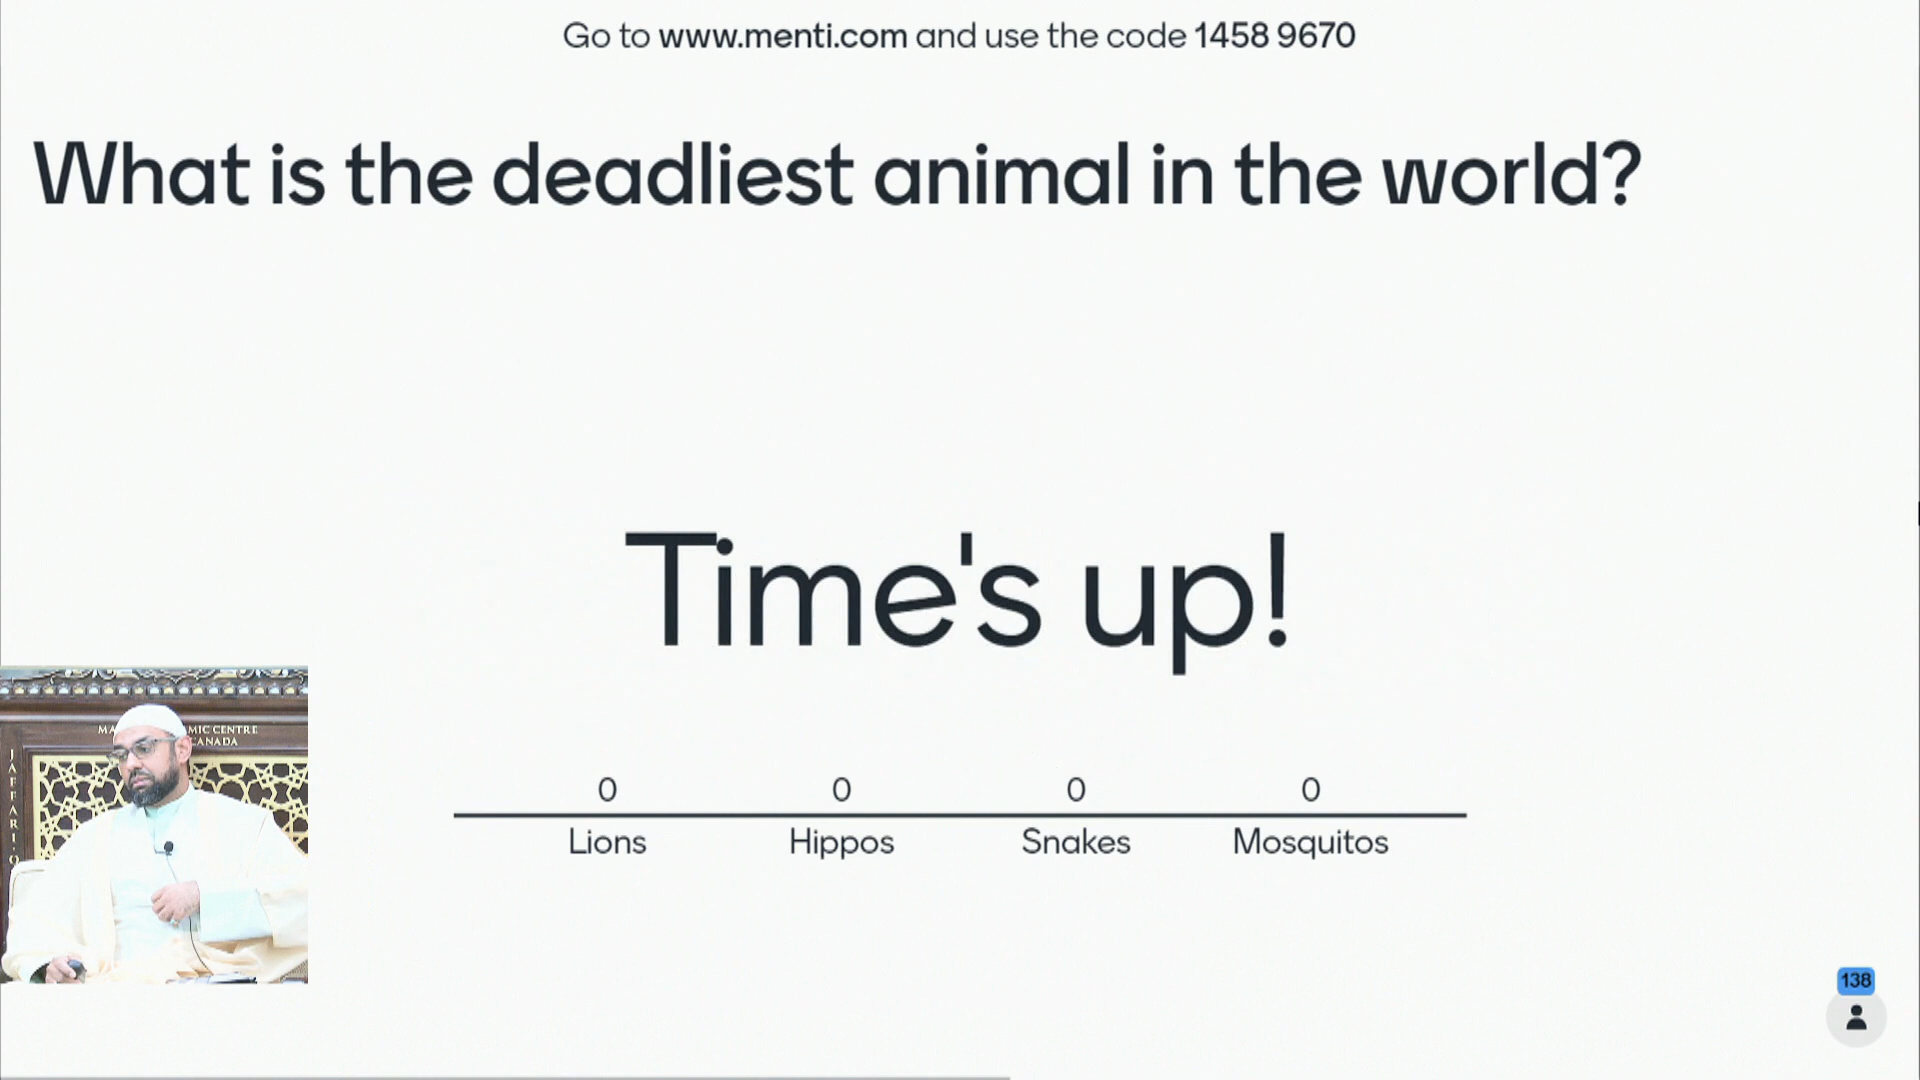 Go to www.menti.com and use the code 1458 9670
What is the deadliest animal in the world?
Time's up!
0 0 0 0
Lions Hippos Snakes Mosquitos
MIC CENTRE
CANADA
JAFFARI
138